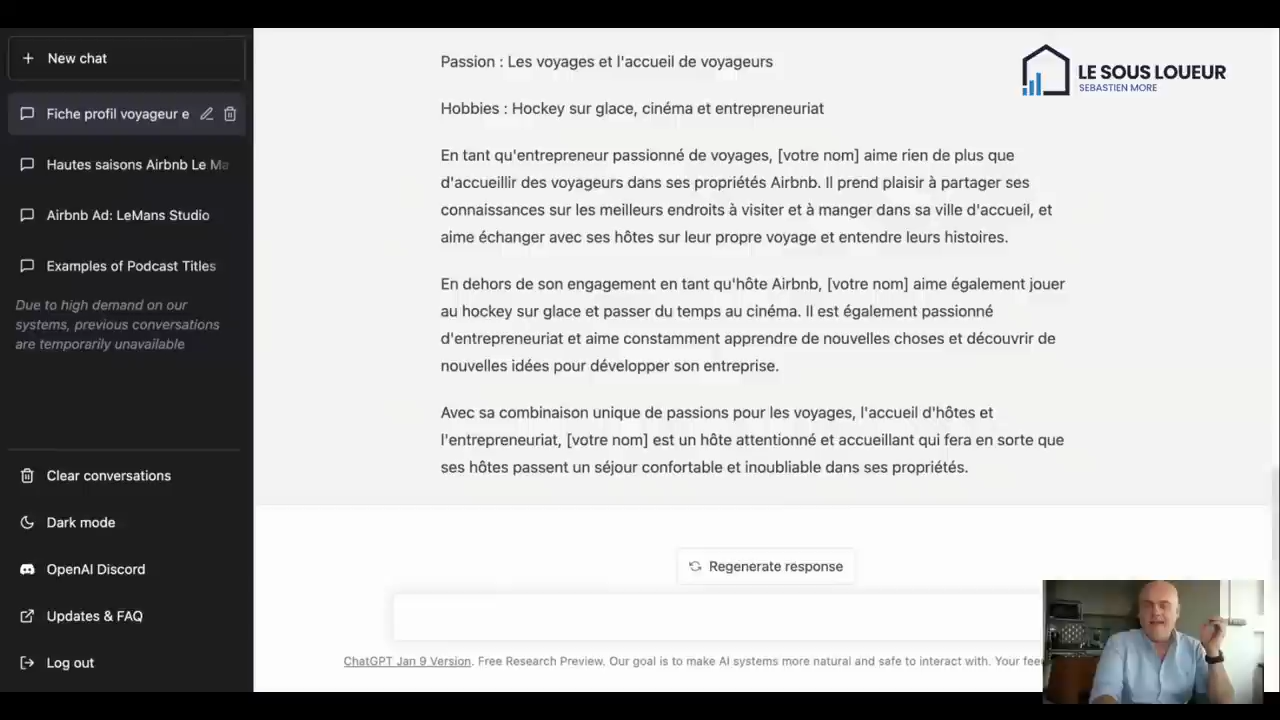 New chat
Fiche profil voyageur e
Hautes saisons Airbnb Le Ma
Airbnb Ad: LeMans Studio
Examples of Podcast Titles
Due to high demand on our
systems, previous conversations
are temporarily unavailable
Clear conversations
Dark mode
OpenAI Discord
Updates & FAQ
Log out
LE SOUS LOUEUR
SEBASTIEN MORE
Passion : Les voyages et l'accueil de voyageurs
Hobbies : Hockey sur glace, cinéma et entrepreneuriat
En tant qu'entrepreneur passionné de voyages, [votre nom] aime rien de plus que
d'accueillir des voyageurs dans ses propriétés Airbnb. Il prend plaisir à partager ses
connaissances sur les meilleurs endroits à visiter et à manger dans sa ville d'accueil, et
aime échanger avec ses hôtes sur leur propre voyage et entendre leurs histoires.
En dehors de son engagement en tant qu'hôte Airbnb, [votre nom] aime également jouer
au hockey sur glace et passer du temps au cinéma. Il est également passionné
d'entrepreneuriat et aime constamment apprendre de nouvelles choses et découvrir de
nouvelles idées pour développer son entreprise.
Avec sa combinaison unique de passions pour les voyages, l'accueil d'hôtes et
l'entrepreneuriat, [votre nom] est un hôte attentionné et accueillant qui fera en sorte que
ses hôtes passent un séjour confortable et inoubliable dans ses propriétés.
Regenerate response
ChatGPT Jan 9 Version. Free Research Preview. Our goal is to make AI systems more natural and safe to interact with. Your fee